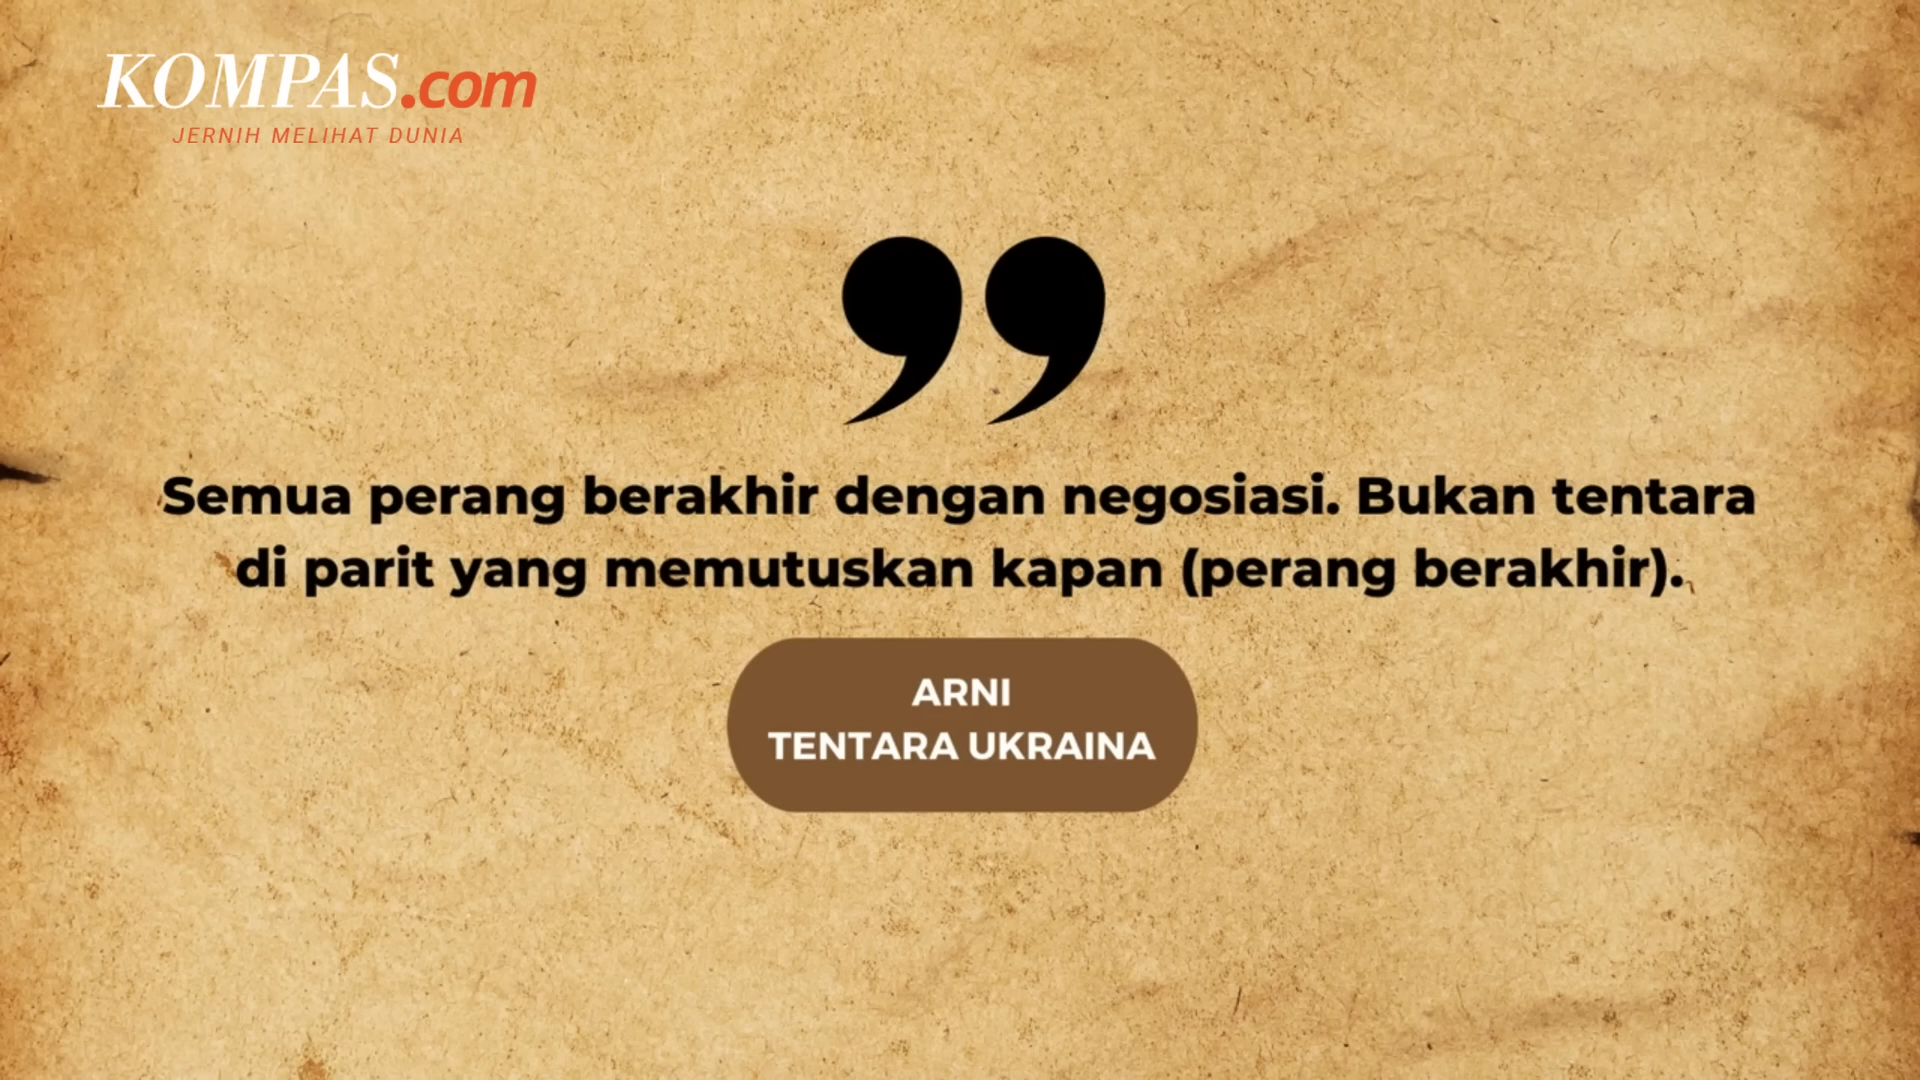 KOMPAS.com
JERNIH MELIHAT DUNIA
”
Semua perang berakhir dengan negosiasi. Bukan tentara
di parit yang memutuskan kapan (perang berakhir).
ARNI
TENTARA UKRAINA